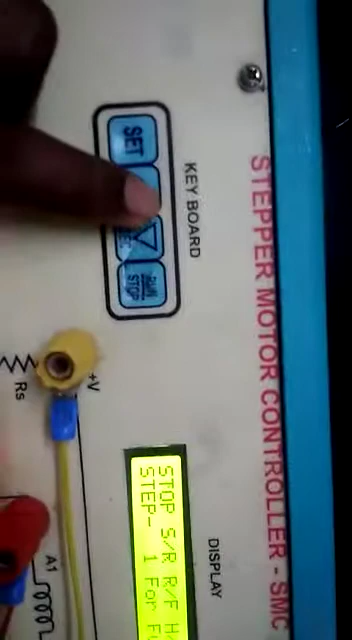 STEPPER MOTOR CONTROLLER - SMC
KEY BOARD
SET
RUN
STOP
DISPLAY
STOP S/R R/F H/
STEP- 1 For F
+V
Rs
A1